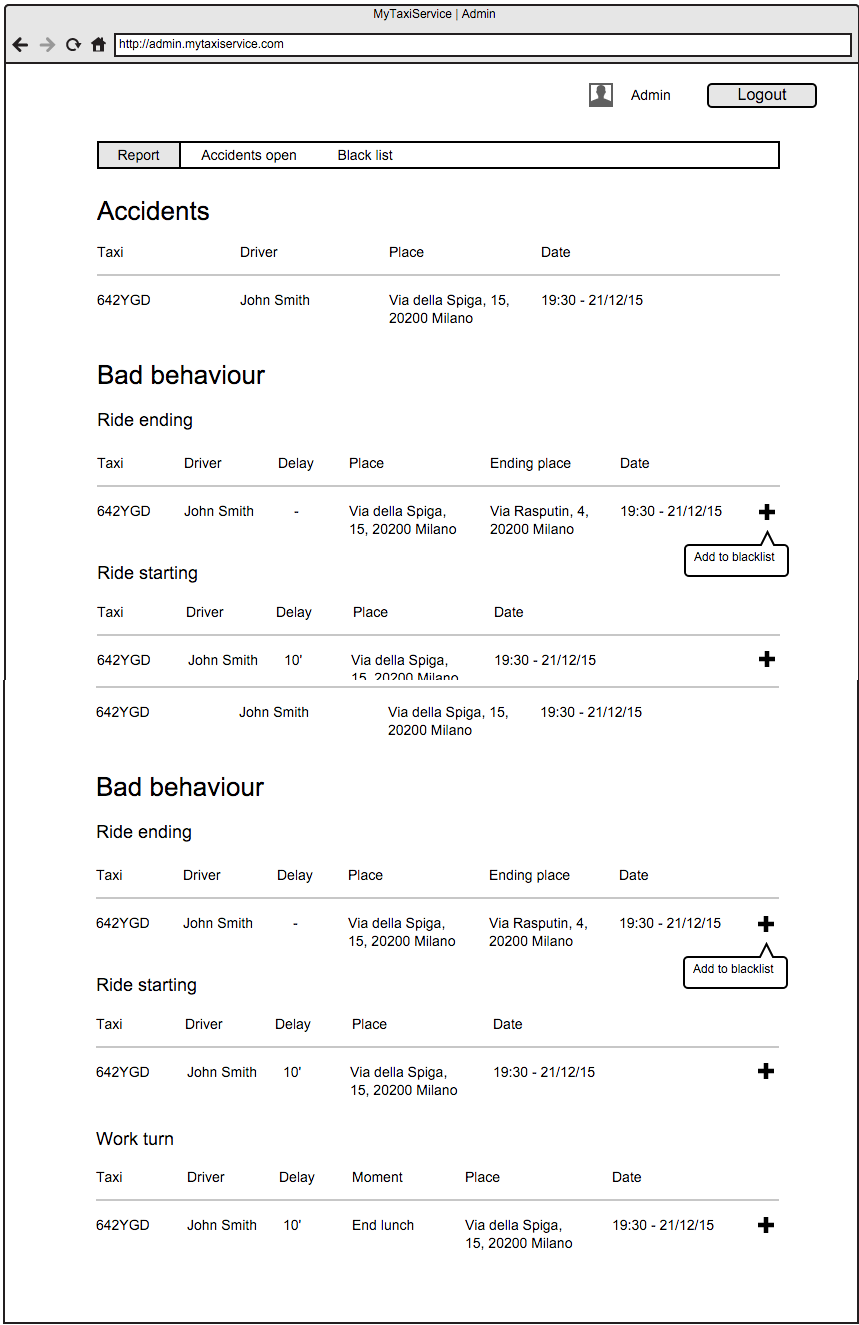 MyTaxiService | Admin
http://admin.mytaxiservice.com
Admin Logout
Report Accidents open Black list
Accidents
Taxi Driver Place Date
642YGD John Smith Via della Spiga, 15, 19:30 - 21/12/15
20200 Milano
Bad behaviour
Ride ending
Taxi Driver Delay Place Ending place Date
642YGD John Smith - Via della Spiga, Via Rasputin, 4, 19:30 - 21/12/15
15, 20200 Milano 20200 Milano
Add to blacklist
Ride starting
Taxi Driver Delay Place Date
642YGD John Smith 10' Via della Spiga, 19:30 - 21/12/15
15, 20200 Milano
642YGD John Smith Via della Spiga, 15, 19:30 - 21/12/15
20200 Milano
Bad behaviour
Ride ending
Taxi Driver Delay Place Ending place Date
642YGD John Smith - Via della Spiga, Via Rasputin, 4, 19:30 - 21/12/15
15, 20200 Milano 20200 Milano
Add to blacklist
Ride starting
Taxi Driver Delay Place Date
642YGD John Smith 10' Via della Spiga, 19:30 - 21/12/15
15, 20200 Milano
Work turn
Taxi Driver Delay Moment Place Date
642YGD John Smith 10' End lunch Via della Spiga, 19:30 - 21/12/15
15, 20200 Milano